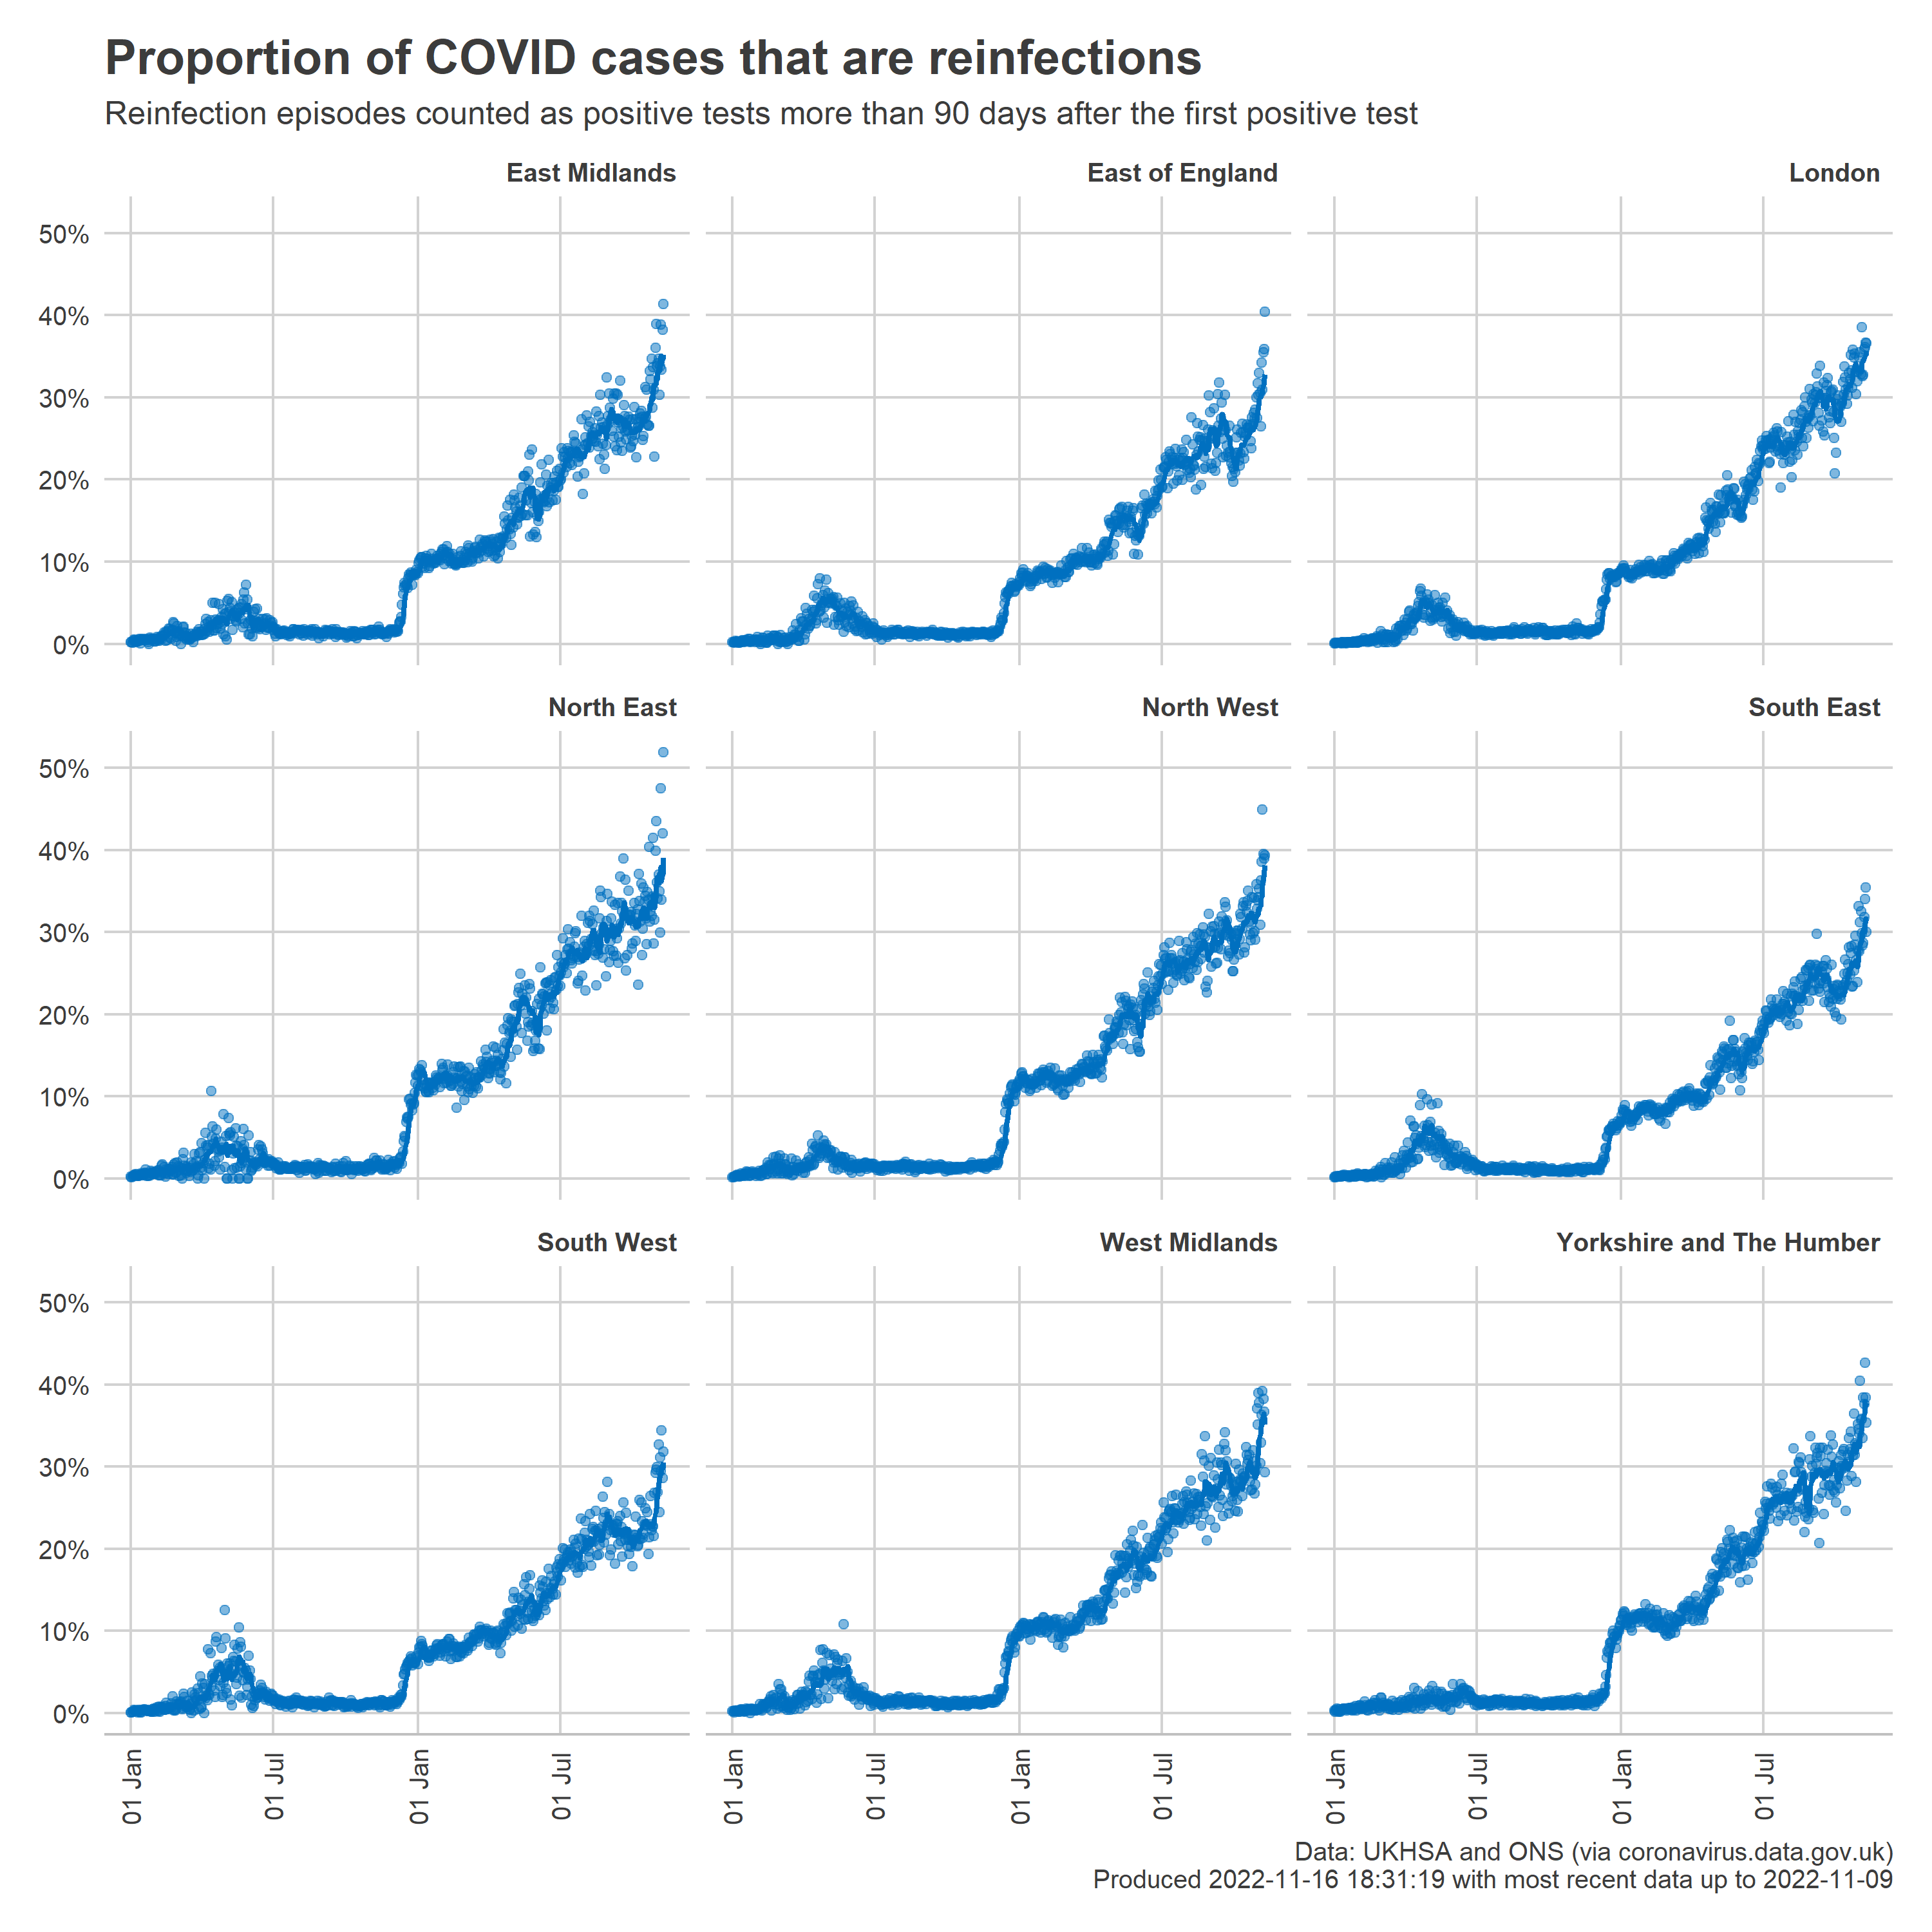 Proportion of COVID cases that are reinfections
Reinfection episodes counted as positive tests more than 90 days after the first positive test
East Midlands
East of England
London
50%
40%
30%
20%
10%
0%
North East
North West
South East
50%
40%
30%
20%
10%
0%
South West
West Midlands
Yorkshire and The Humber
50%
40%
30%
20%
10%
0%
01 Jan
01 Jul
01 Jan
01 Jul
01 Jan
01 Jul
01 Jan
01 Jul
01 Jan
01 Jul
01 Jan
01 Jul
Data: UKHSA and ONS (via coronavirus.data.gov.uk)
Produced 2022-11-16 18:31:19 with most recent data up to 2022-11-09